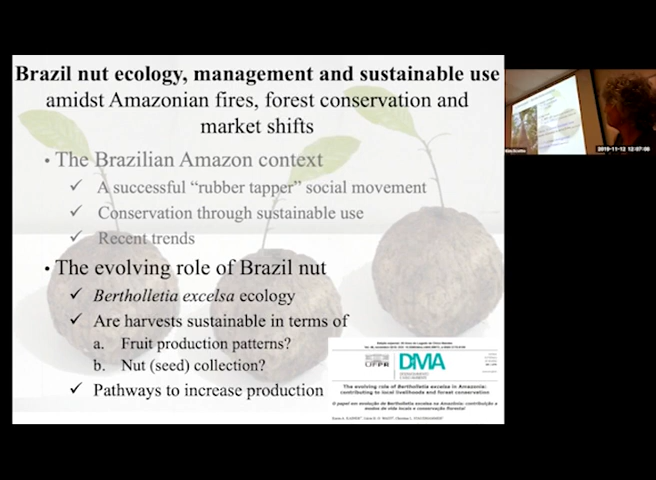 Brazil nut ecology, management and sustainable use
amidst Amazonian fires, forest conservation and
market shifts
• The Brazilian Amazon context
✓ A successful “rubber tapper” social movement
✓ Conservation through sustainable use
✓ Recent trends
• The evolving role of Brazil nut
✓ Bertholletia excelsa ecology
✓ Are harvests sustainable in terms of
a. Fruit production patterns?
b. Nut (seed) collection?
✓ Pathways to increase production
UFPR DMA
The evolving role of Bertholletia excelsa in Amazonia:
contributing to local livelihoods and forest conservation
O papel em evolução de Bertholletia excelsa na Amazônia: contribuição a
modos de vida locais e conservação florestal
2019-11-12